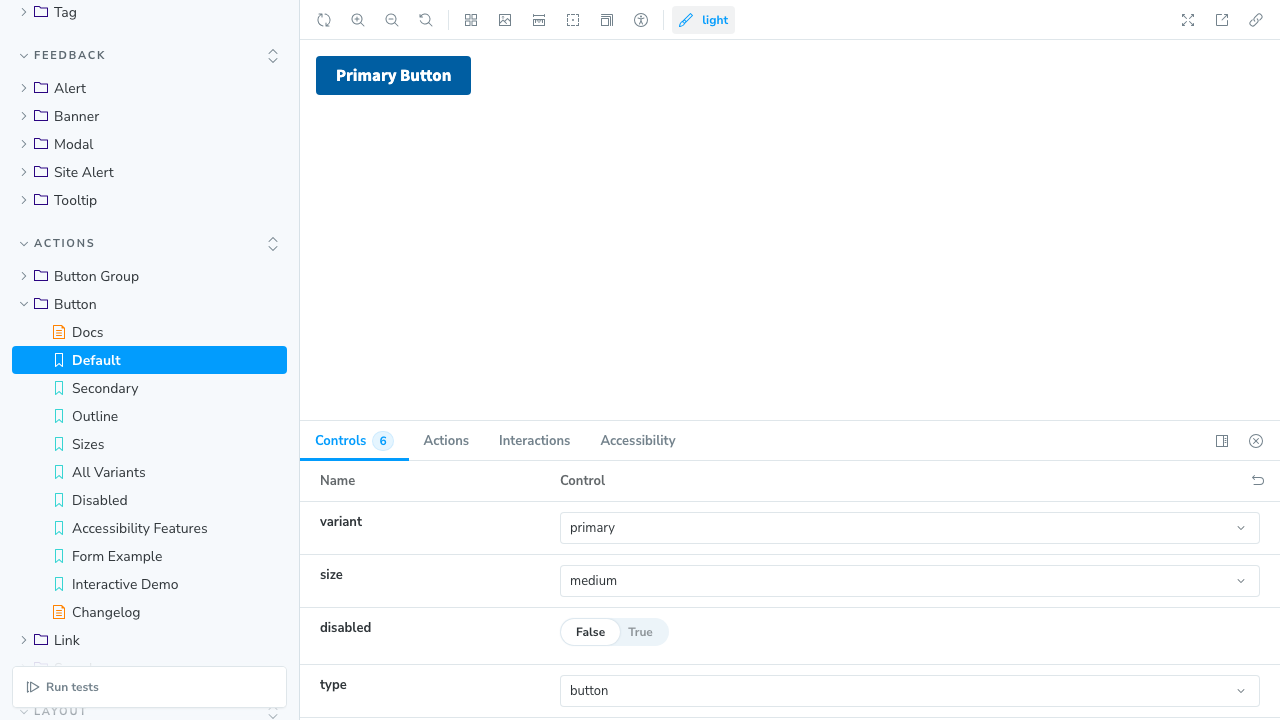 Tag
FEEDBACK
Alert
Banner
Modal
Site Alert
Tooltip
ACTIONS
Button Group
Button
Docs
Default
Secondary
Outline
Sizes
All Variants
Disabled
Accessibility Features
Form Example
Interactive Demo
Changelog
Link
Run tests
LAYOUT
light
Primary Button
Controls 6 Actions Interactions Accessibility
Name Control
variant primary
size medium
disabled False True
type button